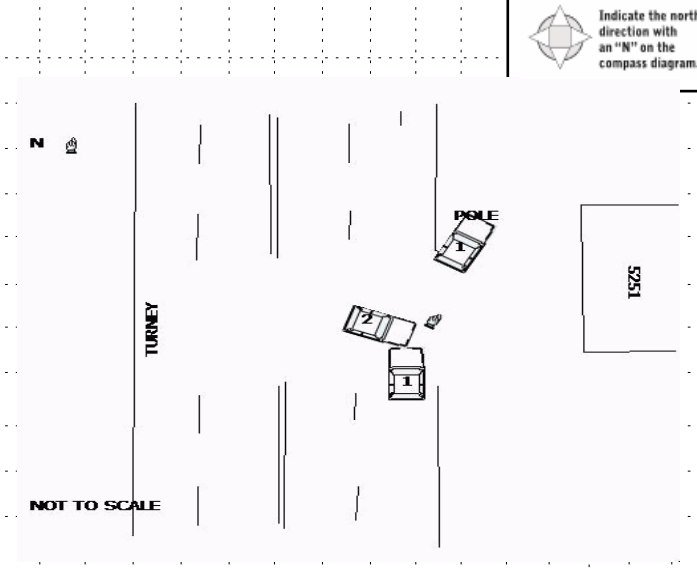 Indicate the north
direction with
an "N" on the
compass diagram.
N
POLE
1
5251
2
TURNEY
1
NOT TO SCALE